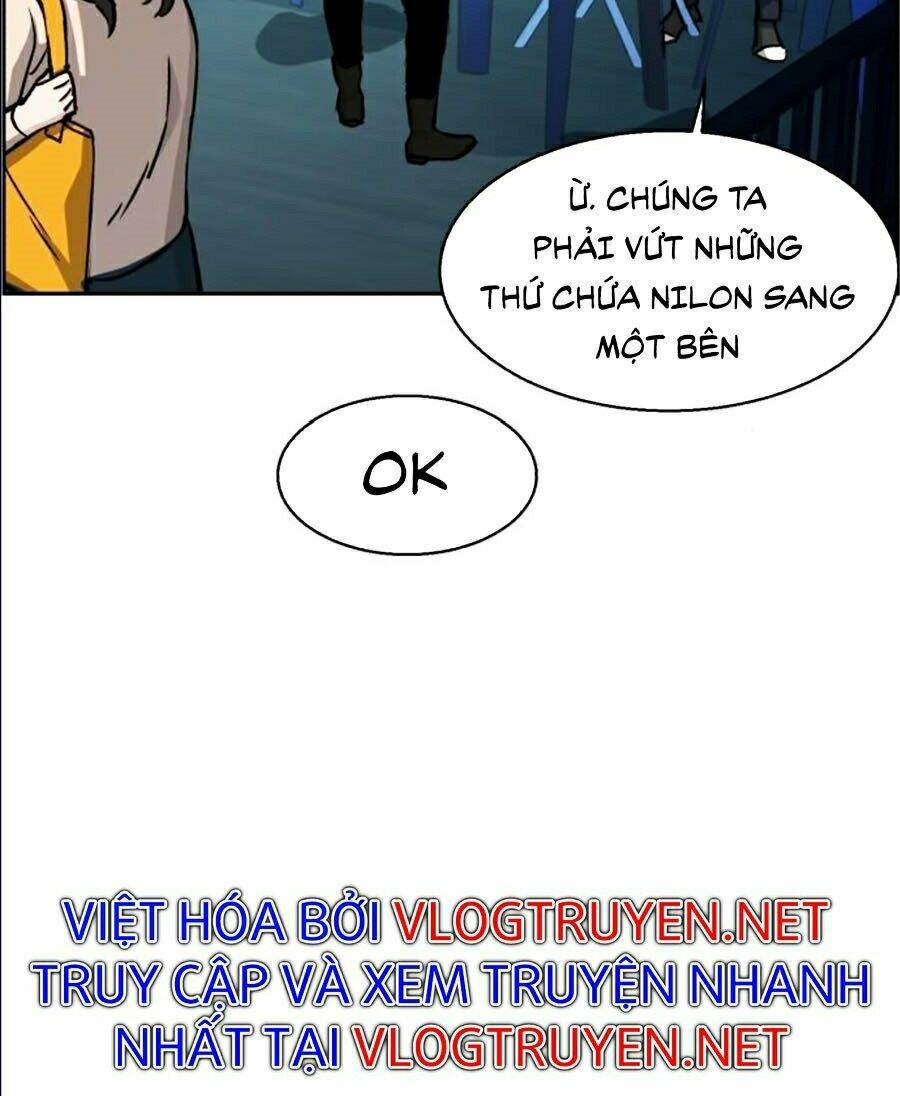 Ừ. CHÚNG TA
PHẢI VỨT NHỮNG
THỨ CHỨA NILON SANG
MỘT BÊN
OK
VIỆT HÓA BỞI VLOGTRUYEN.NET
TRUY CẬP VÀ XEM TRUYỆN NHANH
NHẤT TẠI VLOGTRUYEN.NET